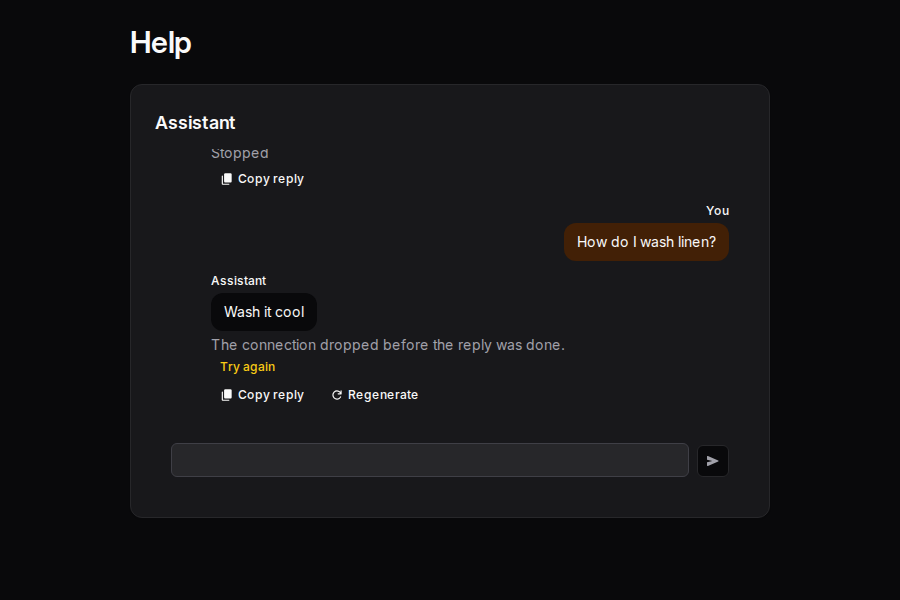 Help
Assistant
Stopped
Copy reply
You
How do I wash linen?
Assistant
Wash it cool
The connection dropped before the reply was done.
Try again
Copy reply
Regenerate